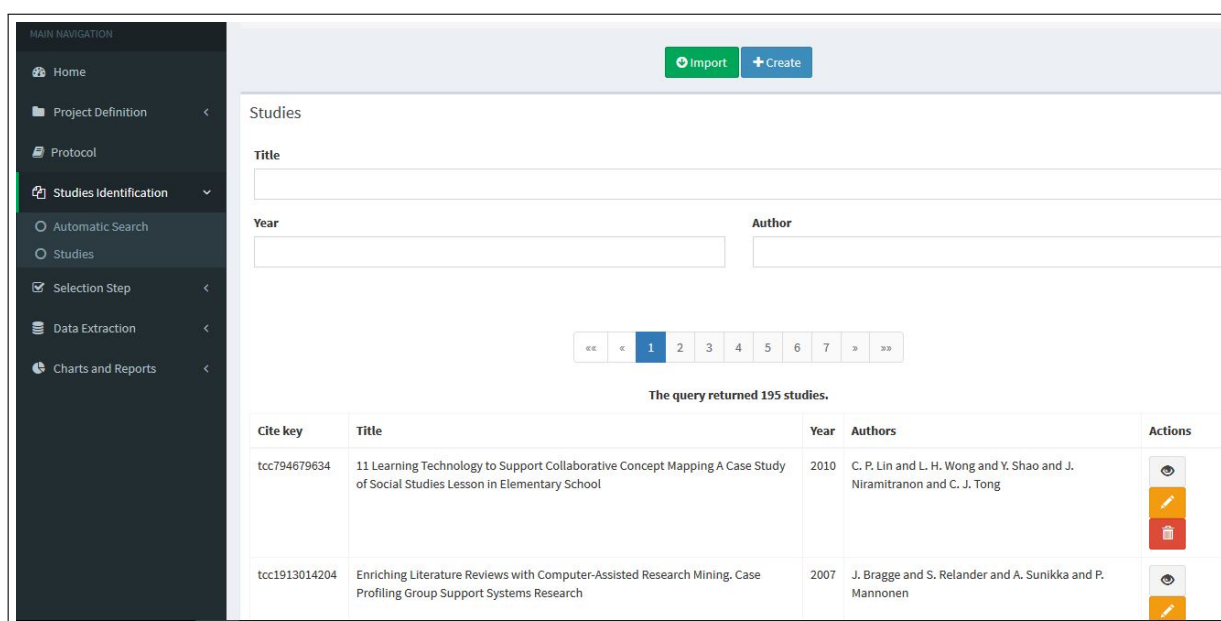 MAIN NAVIGATION
Home
Project Definition
Protocol
Studies Identification
Automatic Search
Studies
Selection Step
Data Extraction
Charts and Reports
Import
Create
Studies
Title
Year
Author
«« « 1 2 3 4 5 6 7 » »»
The query returned 195 studies.
Cite key Title Year Authors Actions
tcc794679634 11 Learning Technology to Support Collaborative Concept Mapping A Case Study 2010 C. P. Lin and L. H. Wong and Y. Shao and J.
of Social Studies Lesson in Elementary School Niramitranon and C. J. Tong
tcc1913014204 Enriching Literature Reviews with Computer-Assisted Research Mining. Case 2007 J. Bragge and S. Relander and A. Sunikka and P.
Profiling Group Support Systems Research Mannonen